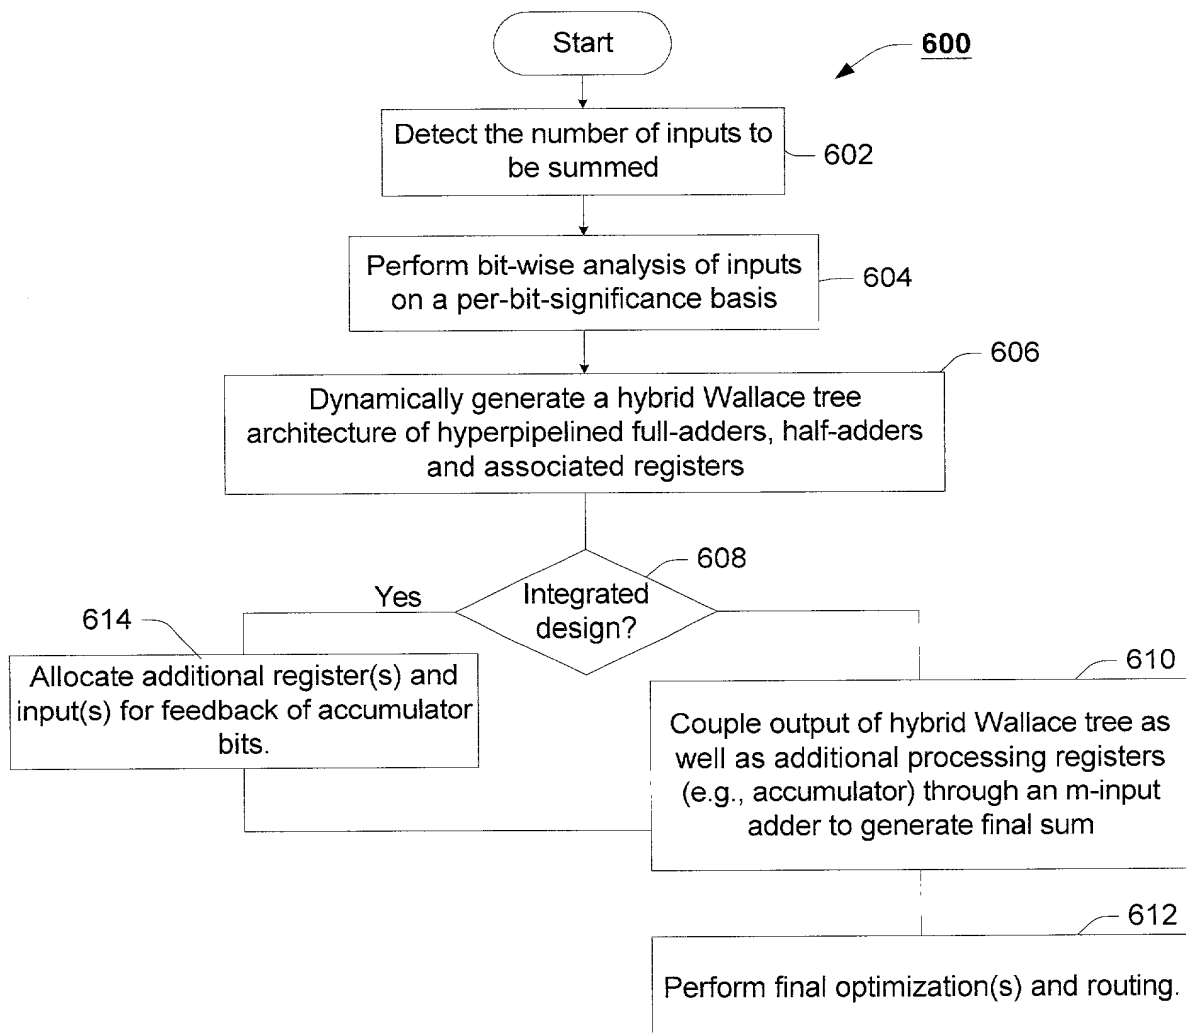 Start
600
Detect the number of inputs to
be summed
602
Perform bit-wise analysis of inputs
on a per-bit-significance basis
604
606
Dynamically generate a hybrid Wallace tree
architecture of hyperpipelined full-adders, half-adders
and associated registers
608
Integrated
design?
Yes
614
Allocate additional register(s) and
input(s) for feedback of accumulator
bits.
610
Couple output of hybrid Wallace tree as
well as additional processing registers
(e.g., accumulator) through an m-input
adder to generate final sum
612
Perform final optimization(s) and routing.